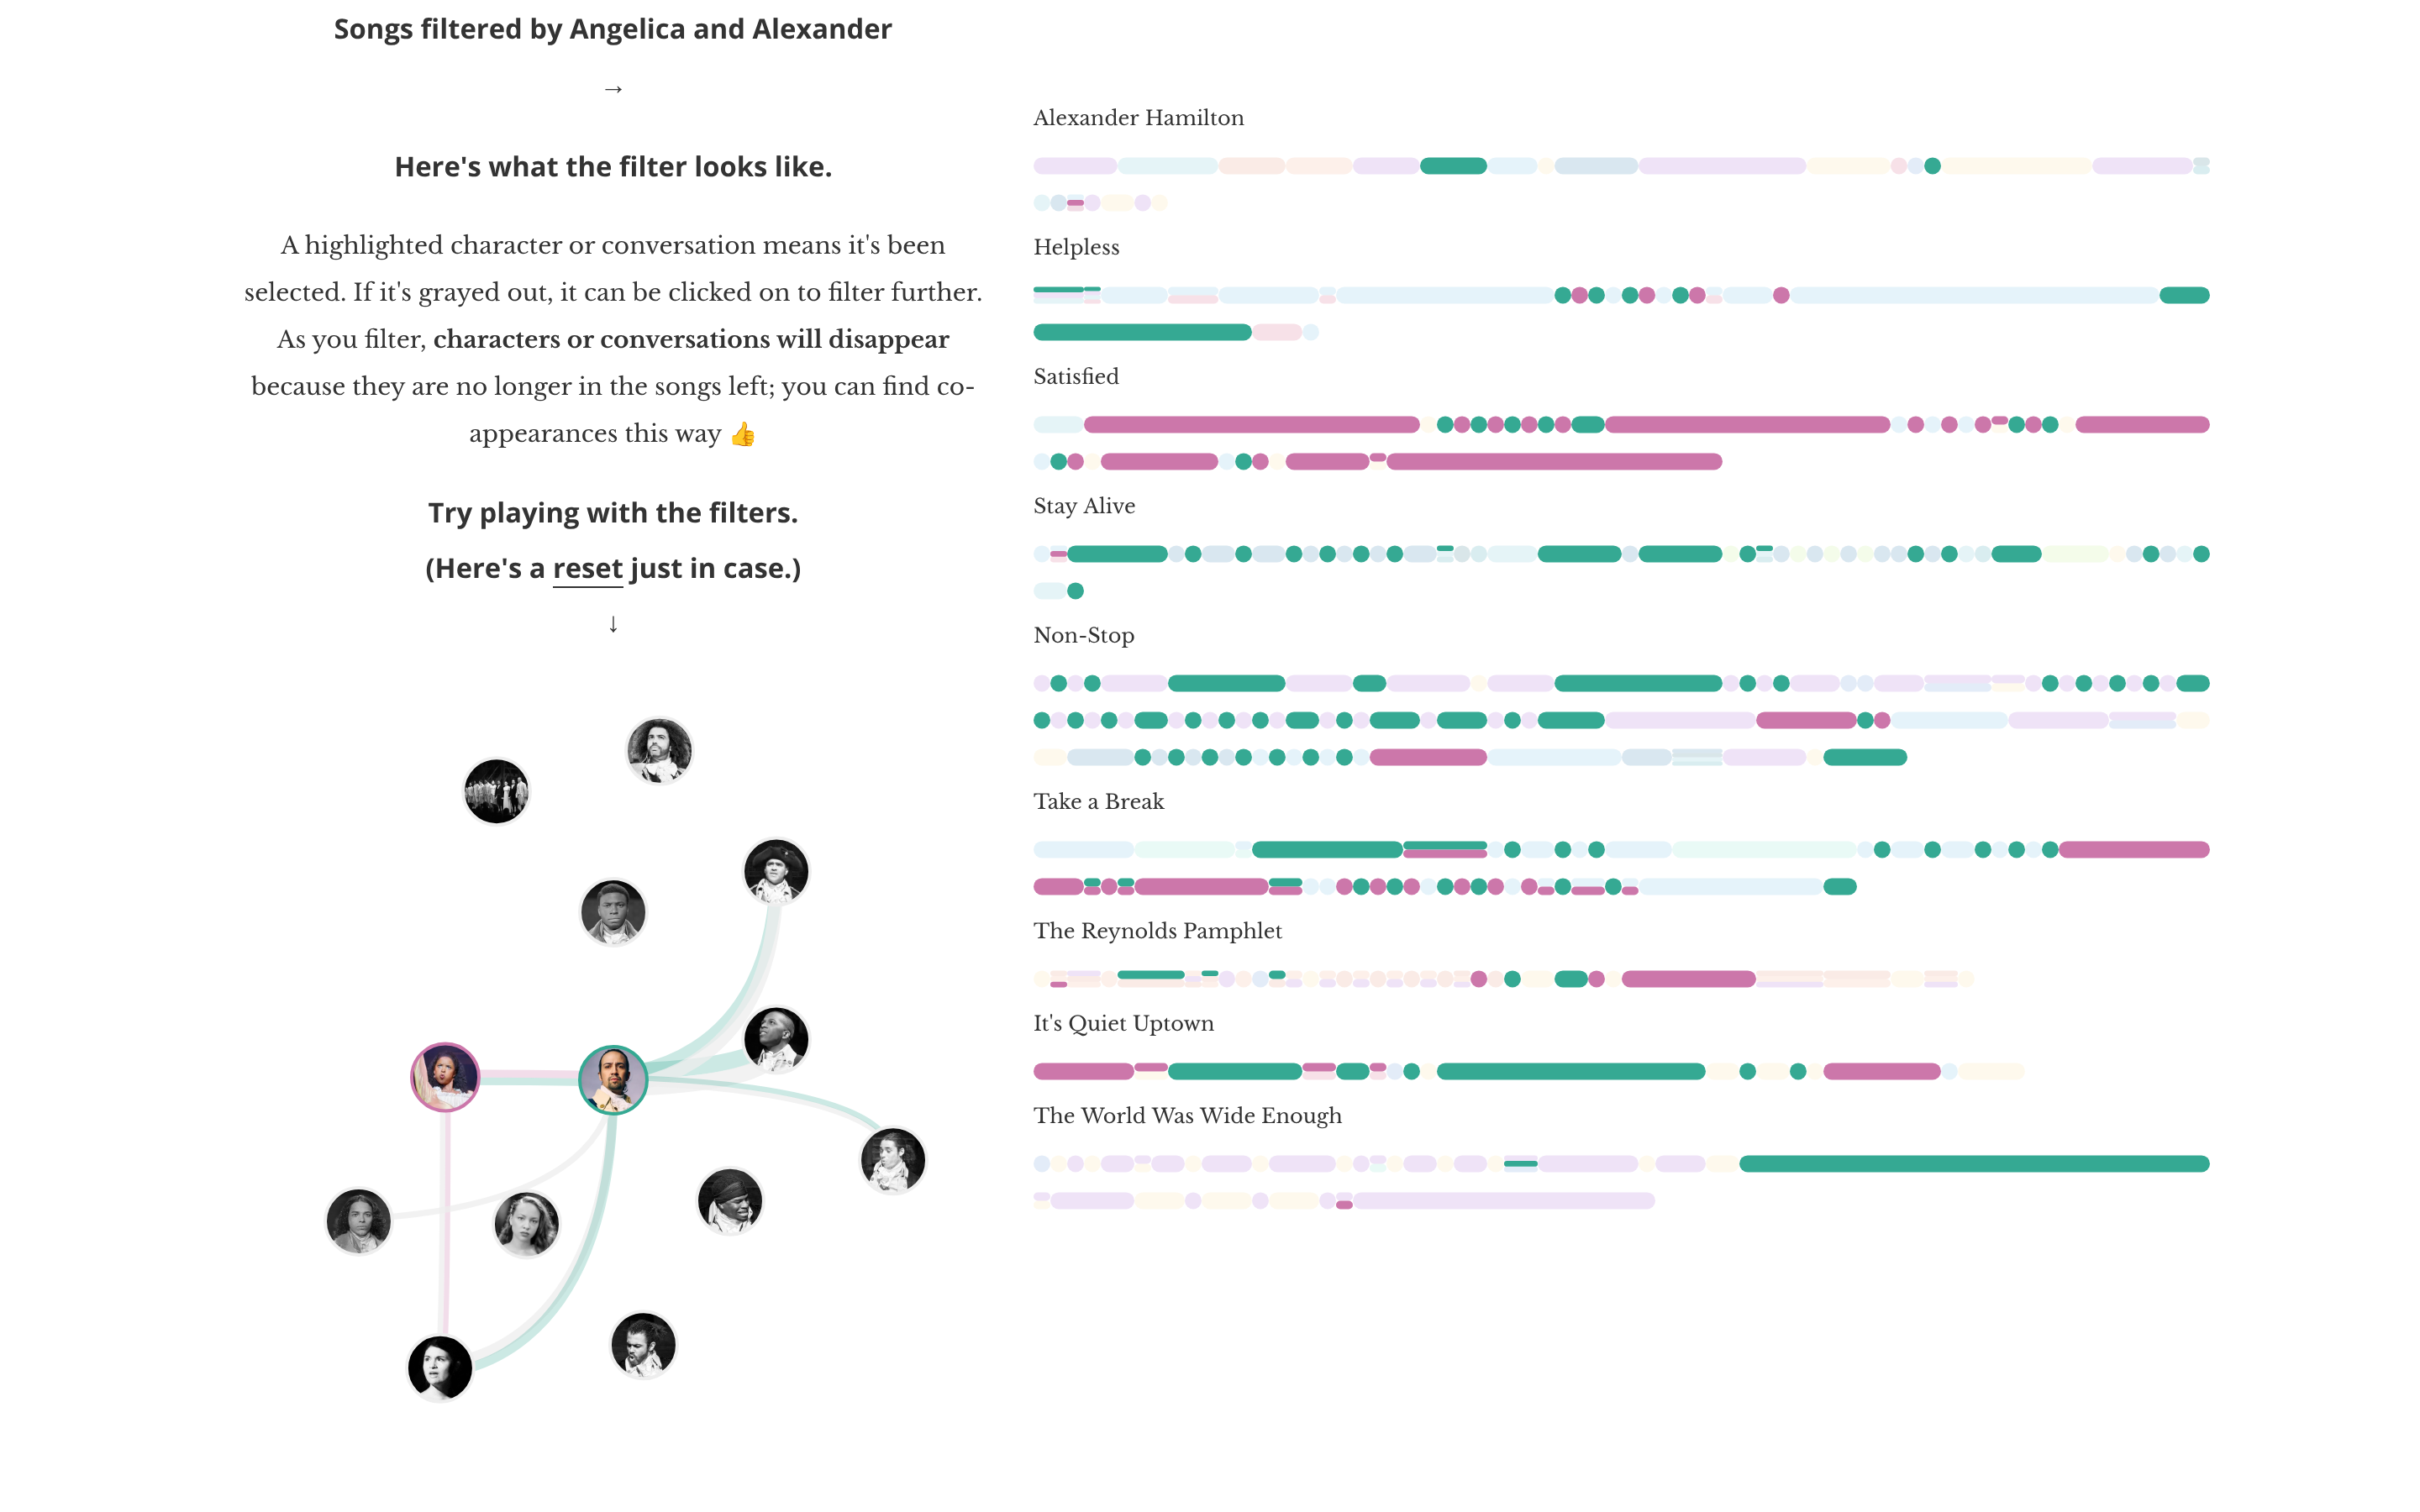 Songs filtered by Angelica and Alexander
→
Here's what the filter looks like.
A highlighted character or conversation means it's been
selected. If it's grayed out, it can be clicked on to filter further.
As you filter, characters or conversations will disappear
because they are no longer in the songs left; you can find co-
appearances this way 👍
Try playing with the filters.
(Here's a reset just in case.)
↓
Alexander Hamilton
Helpless
Satisfied
Stay Alive
Non-Stop
Take a Break
The Reynolds Pamphlet
It's Quiet Uptown
The World Was Wide Enough